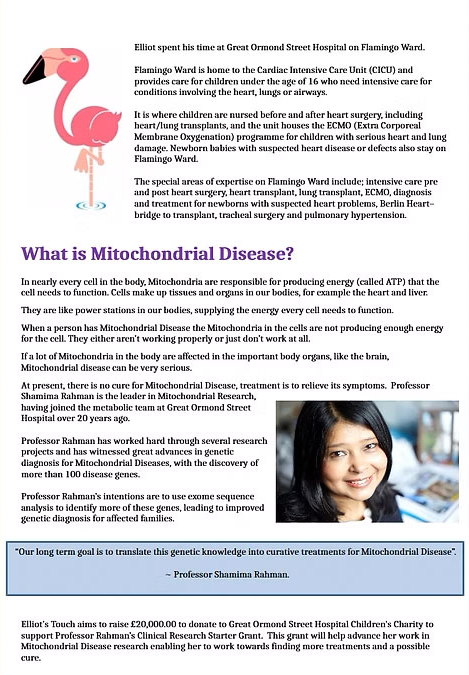 Elliot spent his time at Great Ormond Street Hospital on Flamingo Ward.
Flamingo Ward is home to the Cardiac Intensive Care Unit (CICU) and
provides care for children under the age of 16 who need intensive care for
conditions involving the heart, lungs or airways.
It is where children are nursed before and after heart surgery, including
heart/lung transplants, and the unit houses the ECMO (Extra Corporeal
Membrane Oxygenation) programme for children with serious heart and lung
damage. Newborn babies with suspected heart disease or defects also stay on
Flamingo Ward.
The special areas of expertise on Flamingo Ward include; intensive care pre
and post heart surgery, heart transplant, lung transplant, ECMO, diagnosis
and treatment for newborns with suspected heart problems, Berlin Heart–
bridge to transplant, tracheal surgery and pulmonary hypertension.
What is Mitochondrial Disease?
In nearly every cell in the body, Mitochondria are responsible for producing energy (called ATP) that the
cell needs to function. Cells make up tissues and organs in our bodies, for example the heart and liver.
They are like power stations in our bodies, supplying the energy every cell needs to function.
When a person has Mitochondrial Disease the Mitochondria in the cells are not producing enough energy
for the cell. They either aren't working properly or just don't work at all.
If a lot of Mitochondria in the body are affected in the important body organs, like the brain,
Mitochondrial disease can be very serious.
At present, there is no cure for Mitochondrial Disease, treatment is to relieve its symptoms. Professor
Shamima Rahman is the leader in Mitochondrial Research,
having joined the metabolic team at Great Ormond Street
Hospital over 20 years ago.
Professor Rahman has worked hard through several research
projects and has witnessed great advances in genetic
diagnosis for Mitochondrial Diseases, with the discovery of
more than 100 disease genes.
Professor Rahman's intentions are to use exome sequence
analysis to identify more of these genes, leading to improved
genetic diagnosis for affected families.
"Our long term goal is to translate this genetic knowledge into curative treatments for Mitochondrial Disease".
~ Professor Shamima Rahman.
Elliot's Touch aims to raise £20,000.00 to donate to Great Ormond Street Hospital Children's Charity to
support Professor Rahman's Clinical Research Starter Grant. This grant will help advance her work in
Mitochondrial Disease research enabling her to work towards finding more treatments and a possible
cure.